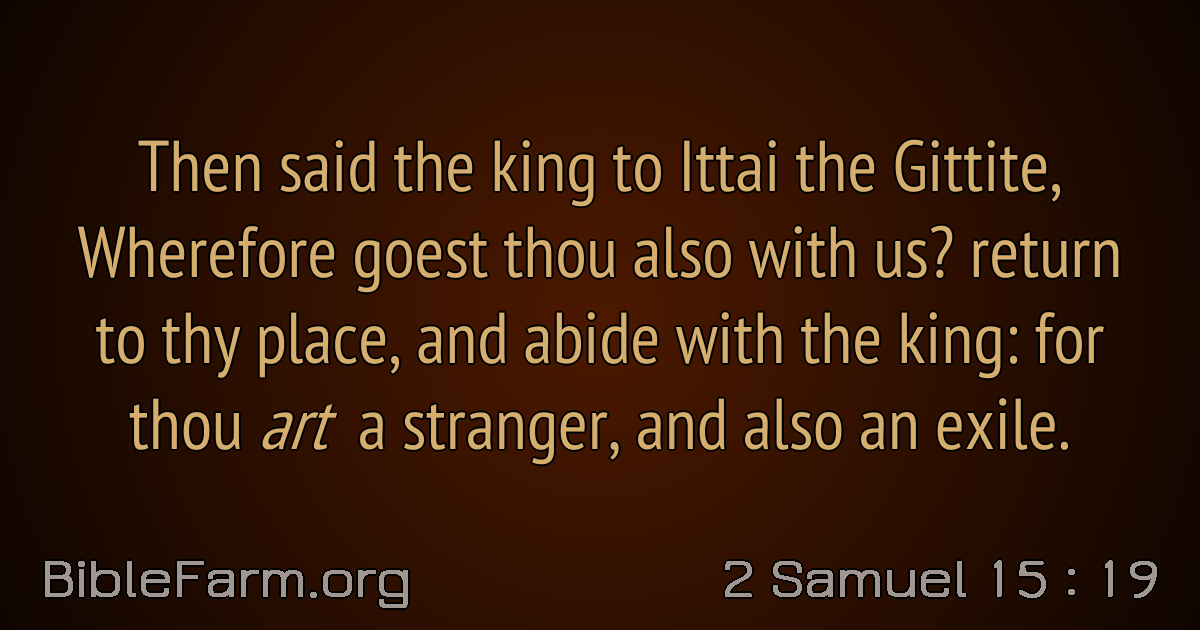 Then said the king to Ittai the Gittite,
Wherefore goest thou also with us? return
to thy place, and abide with the king: for
thou art a stranger, and also an exile.
BibleFarm.org
2 Samuel 15 : 19